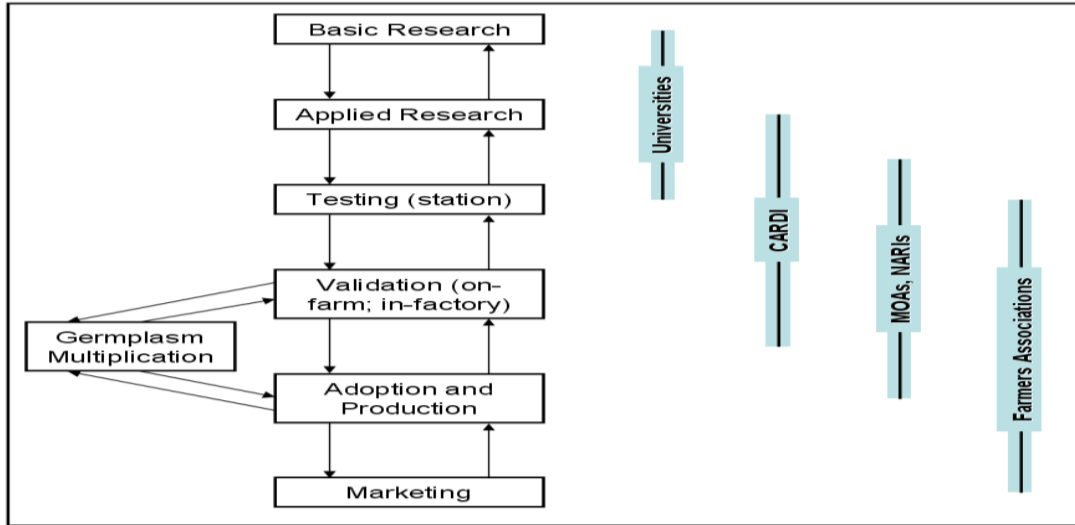 Basic Research
Applied Research
Testing (station)
Validation (on-
farm; in-factory)
Germplasm
Multiplication
Adoption and
Production
Marketing
Universities
CARDI
MOAs, NARIs
Farmers Associations